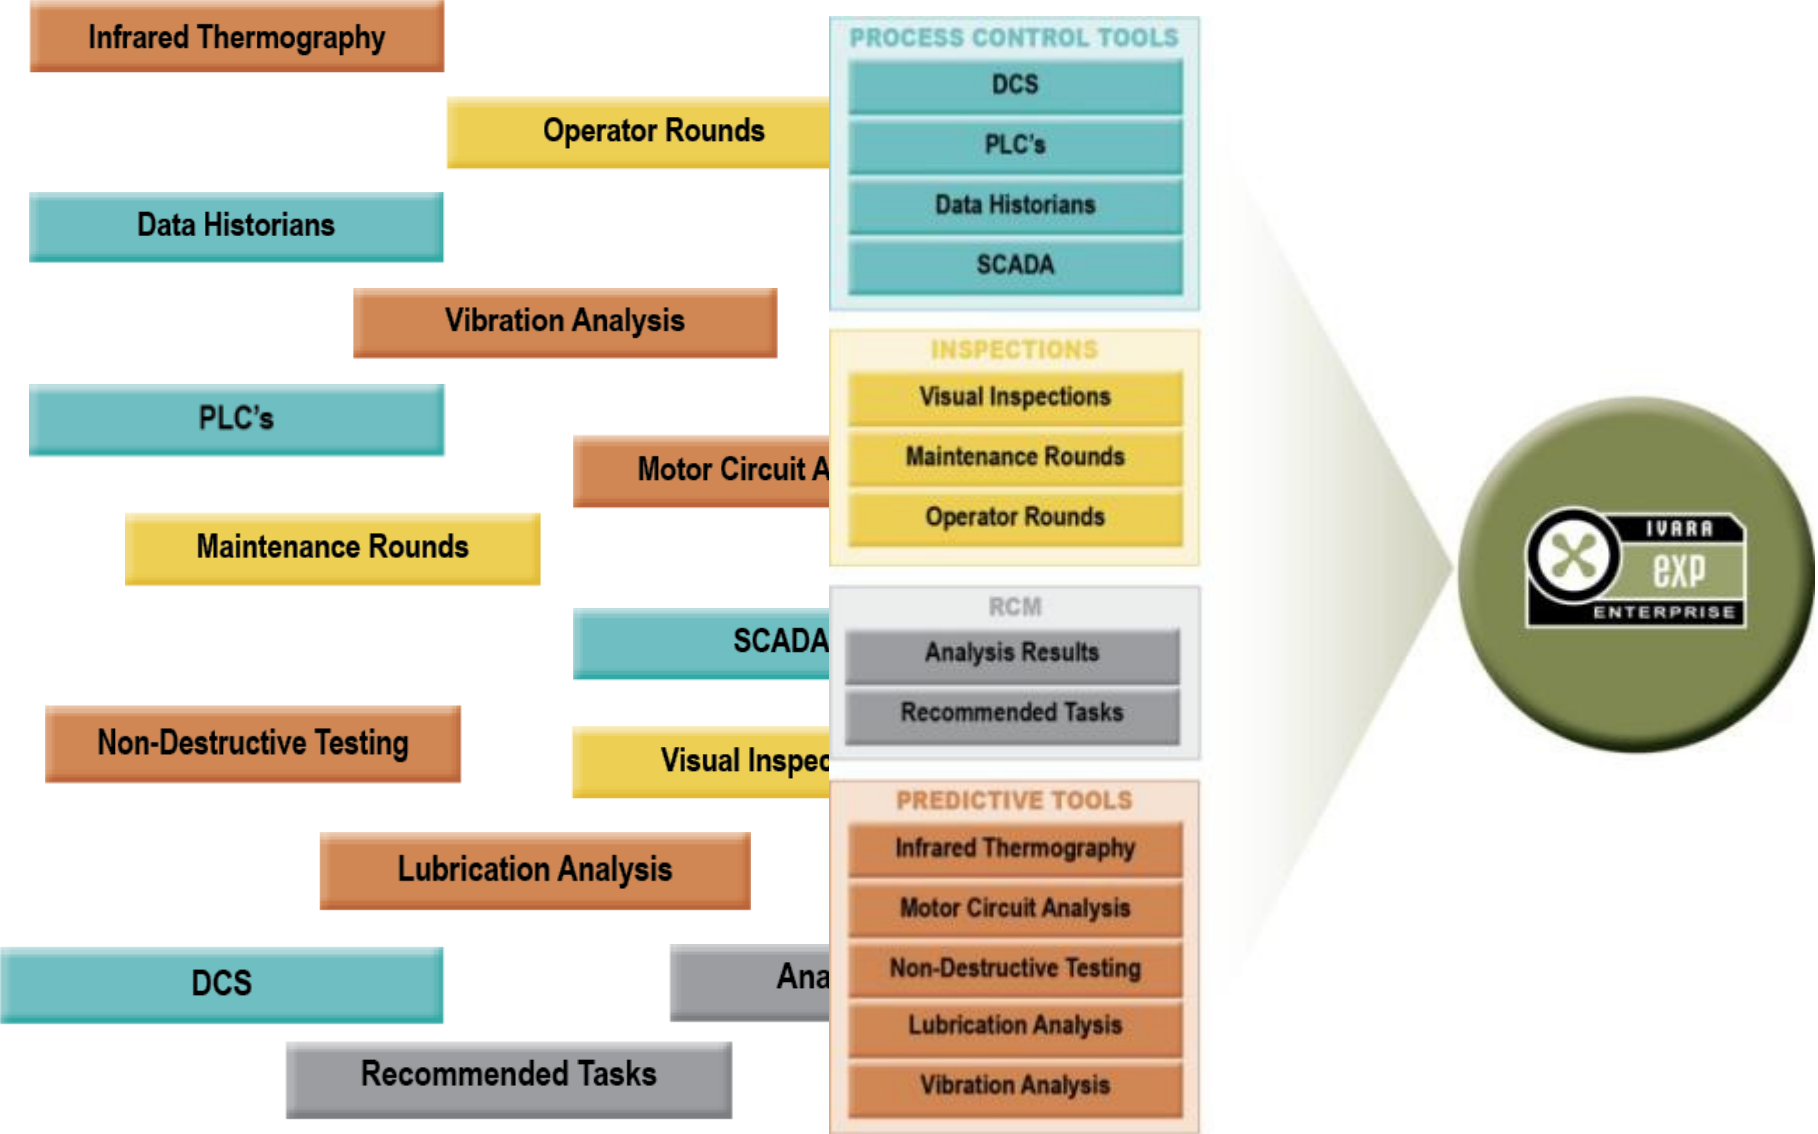 Infrared Thermography
Operator Rounds
Data Historians
Vibration Analysis
PLC's
Motor Circuit A
Maintenance Rounds
SCADA
Non-Destructive Testing
Visual Inspec
Lubrication Analysis
DCS
Ana
Recommended Tasks
PROCESS CONTROL TOOLS
DCS
PLC's
Data Historians
SCADA
INSPECTIONS
Visual Inspections
Maintenance Rounds
Operator Rounds
RCM
Analysis Results
Recommended Tasks
PREDICTIVE TOOLS
Infrared Thermography
Motor Circuit Analysis
Non-Destructive Testing
Lubrication Analysis
Vibration Analysis
IVARA
exp
ENTERPRISE